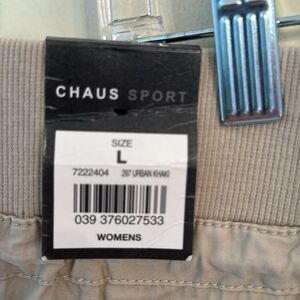 CHAUS SPORT
SIZE
L
7222404 297 URBAN KHAKI
039 376027533
WOMENS